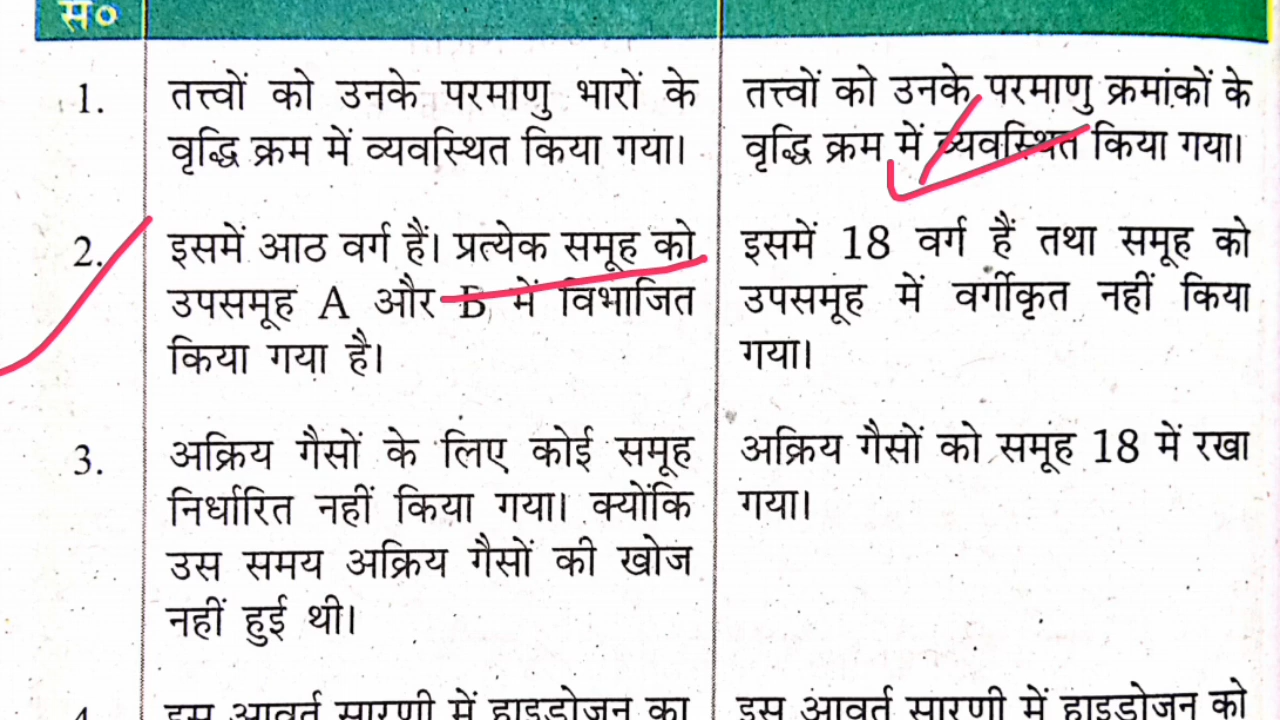 स०
1.
तत्त्वों को उनके परमाणु भारों के
वृद्धि क्रम में व्यवस्थित किया गया।
तत्त्वों को उनके परमाणु क्रमांकों के
वृद्धि क्रम में व्यवस्थित किया गया।
2.
इसमें आठ वर्ग हैं। प्रत्येक समूह को
उपसमूह A और B में विभाजित
किया गया है।
इसमें 18 वर्ग हैं तथा समूह को
उपसमूह में वर्गीकृत नहीं किया
गया।
3.
अक्रिय गैसों के लिए कोई समूह
निर्धारित नहीं किया गया। क्योंकि
उस समय अक्रिय गैसों की खोज
नहीं हुई थी।
अक्रिय गैसों को समूह 18 में रखा
गया।
4.
इस आवर्त सारणी में हाइड्रोजन का
इस आवर्त सारणी में हाइड्रोजन को